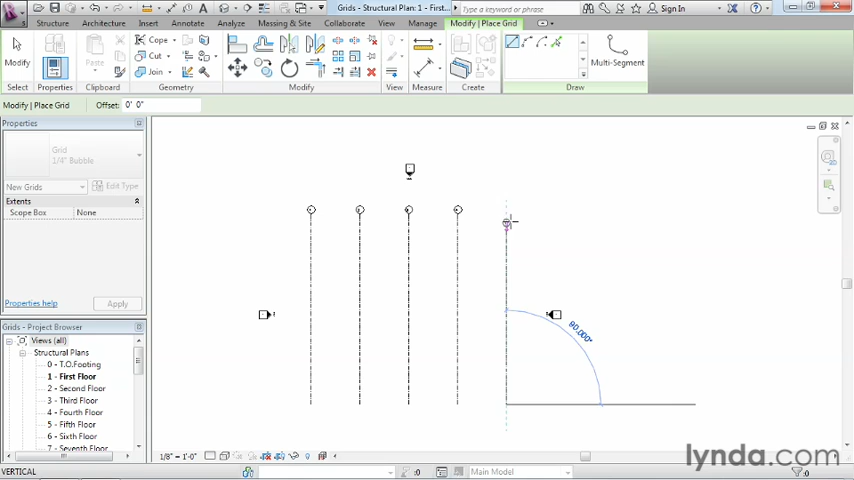 Grids - Structural Plan: 1 - First...
Type a keyword or phrase
Sign In
Structure Architecture Insert Annotate Analyze Massing & Site Collaborate View Manage Modify | Place Grid
Modify
Properties
Paste
Cope
Cut
Join
Multi-Segment
Select Properties Clipboard Geometry Modify View Measure Create Draw
Modify | Place Grid Offset: 0' 0"
Properties
Grid
1/4" Bubble
New Grids Edit Type
Extents
Scope Box None
Properties help Apply
90.000°
Grids - Project Browser
Views (all)
Structural Plans
0 - T.O.Footing
1 - First Floor
2 - Second Floor
3 - Third Floor
4 - Fourth Floor
5 - Fifth Floor
6 - Sixth Floor
7 - Seventh Floor
1/8" = 1'-0"
lynda.com
VERTICAL :0 Main Model :0